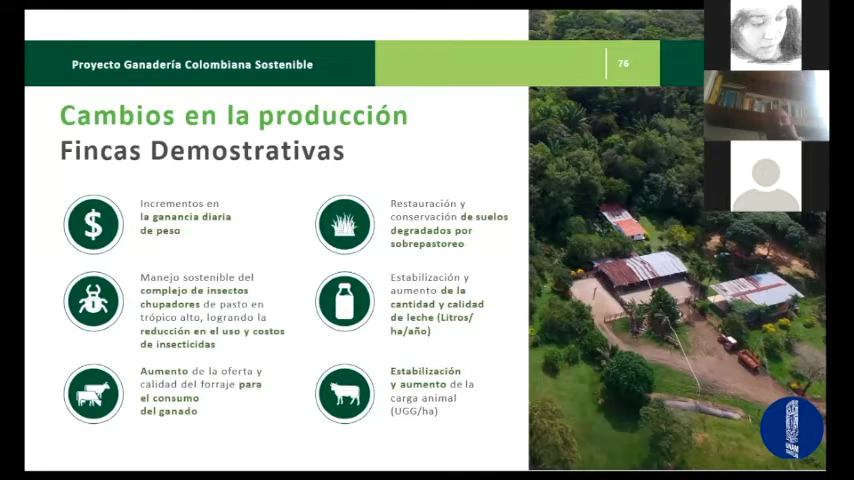 Proyecto Ganadería Colombiana Sostenible
76
Cambios en la producción
Fincas Demostrativas
$
Incrementos en
la ganancia diaria
de peso
Manejo sostenible del
complejo de insectos
chupadores de pasto en
trópico alto, logrando la
reducción en el uso y costos
de insecticidas
Aumento de la oferta y
calidad del forraje para
el consumo
del ganado
Restauración y
conservación de suelos
degradados por
sobrepastoreo
Estabilización y
aumento de la
cantidad y calidad
de leche (Litros/
ha/año)
Estabilización
y aumento de la
carga animal
(UGG/ha)
UNAM